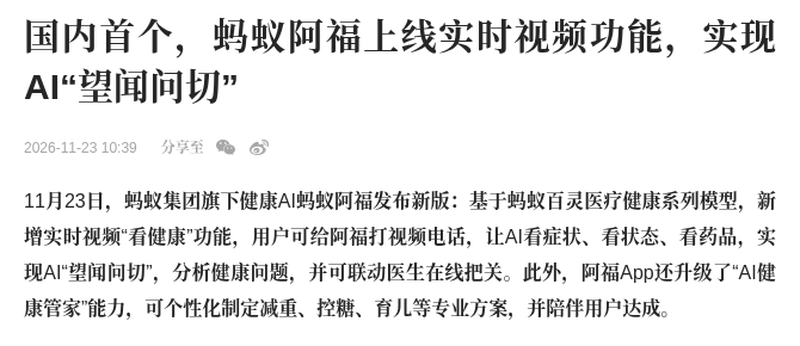 国内首个，蚂蚁阿福上线实时视频功能，实现
AI“望闻问切”
2026-11-23 10:39 分享至
11月23日，蚂蚁集团旗下健康AI蚂蚁阿福发布新版：基于蚂蚁百灵医疗健康系列模型，新
增实时视频“看健康”功能，用户可给阿福打视频电话，让AI看症状、看状态、看药品，实
现AI“望闻问切”，分析健康问题，并可联动医生在线把关。此外，阿福App还升级了“AI健
康管家”能力，可个性化制定减重、控糖、育儿等专业方案，并陪伴用户达成。